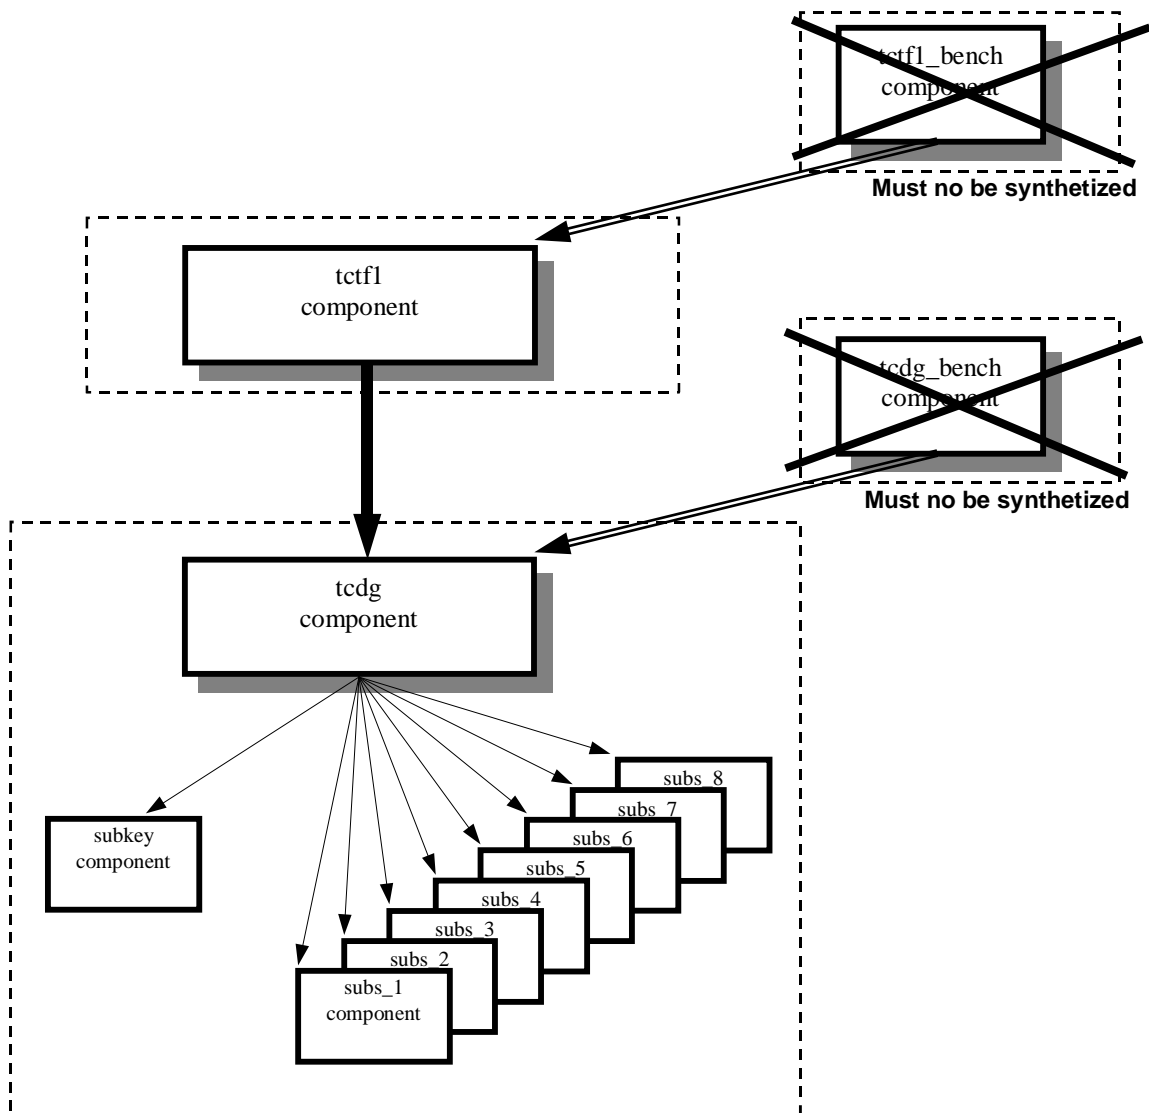 tctf1_bench
component
Must no be synthetized
tctf1
component
tcdg_bench
component
Must no be synthetized
tcdg
component
subs_8
subs_7
subs_6
subs_5
subs_4
subs_3
subs_2
subs_1
component
subkey
component